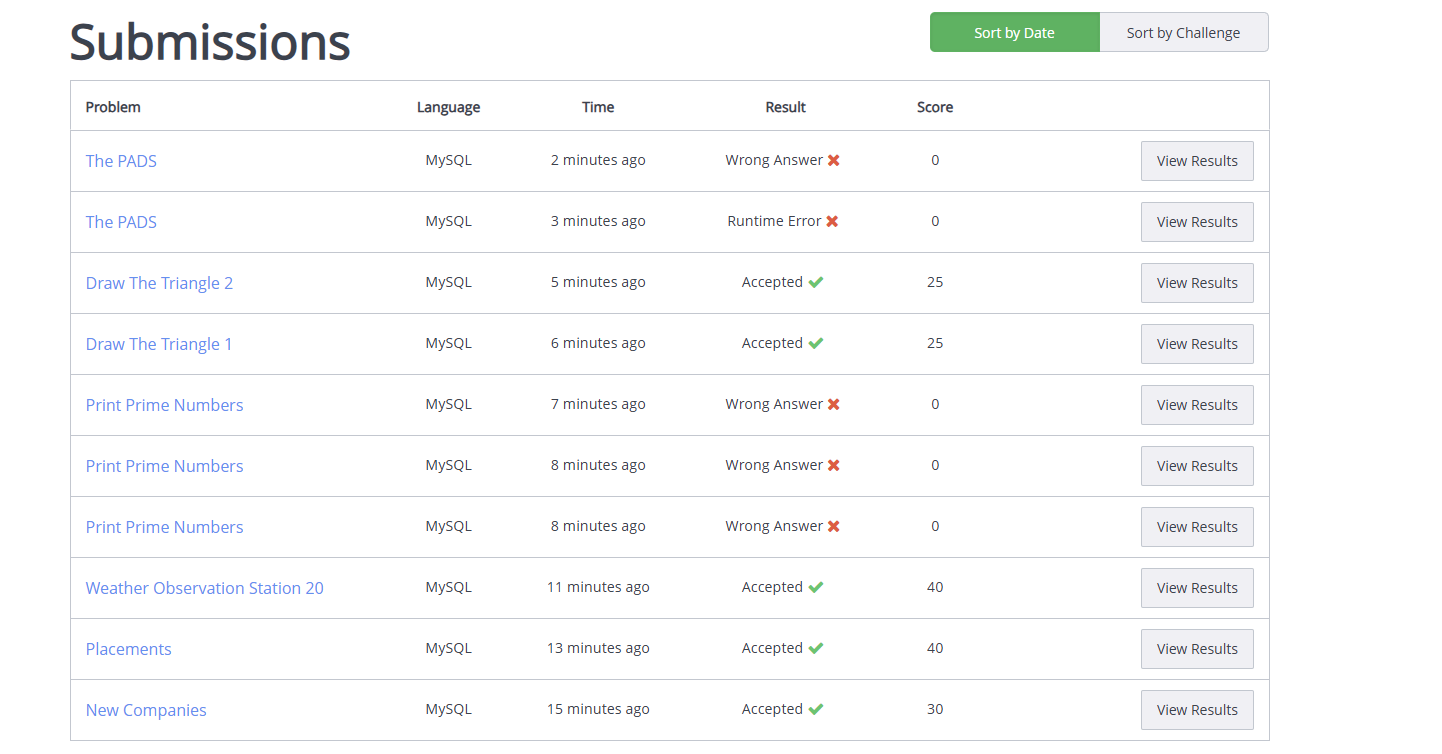 Submissions
Sort by Date Sort by Challenge
Problem Language Time Result Score
The PADS MySQL 2 minutes ago Wrong Answer 0 View Results
The PADS MySQL 3 minutes ago Runtime Error 0 View Results
Draw The Triangle 2 MySQL 5 minutes ago Accepted 25 View Results
Draw The Triangle 1 MySQL 6 minutes ago Accepted 25 View Results
Print Prime Numbers MySQL 7 minutes ago Wrong Answer 0 View Results
Print Prime Numbers MySQL 8 minutes ago Wrong Answer 0 View Results
Print Prime Numbers MySQL 8 minutes ago Wrong Answer 0 View Results
Weather Observation Station 20 MySQL 11 minutes ago Accepted 40 View Results
Placements MySQL 13 minutes ago Accepted 40 View Results
New Companies MySQL 15 minutes ago Accepted 30 View Results